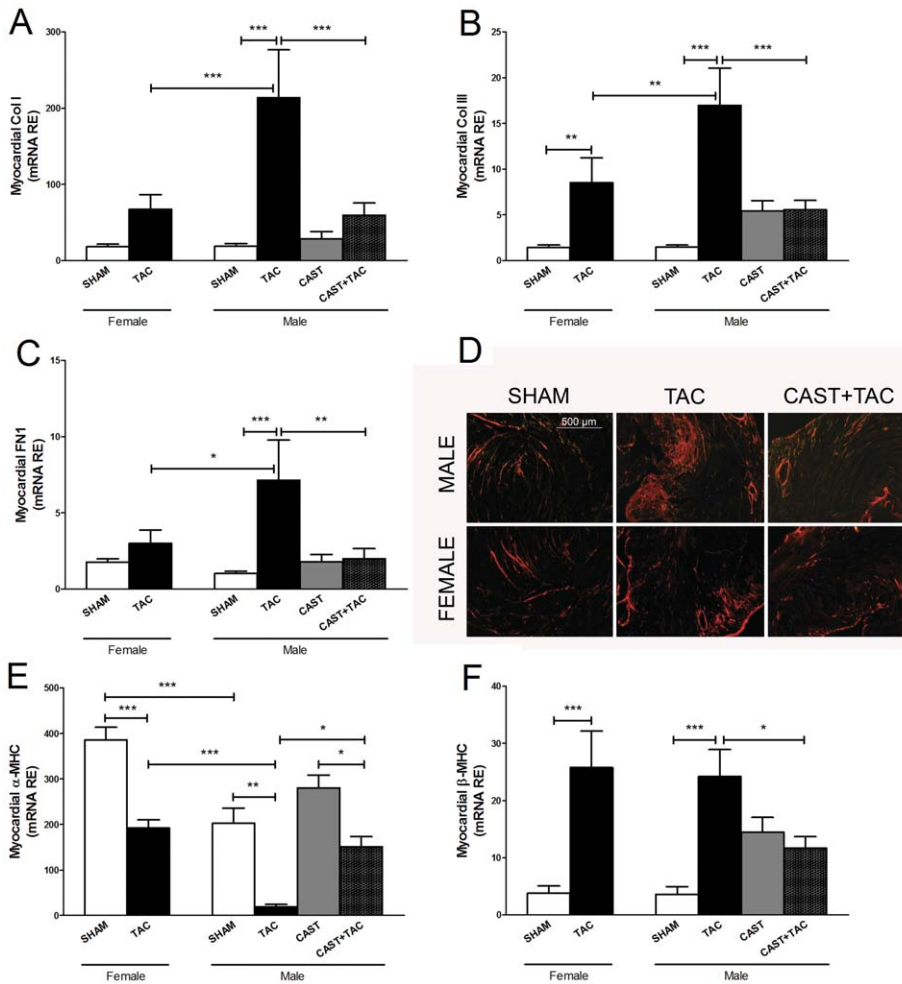 A
Myocardial Col I
(mRNA RE)
300
200
100
0
***
***
***
SHAM
TAC
SHAM
TAC
CAST
CAST+TAC
Female
Male
B
Myocardial Col III
(mRNA RE)
25
20
15
10
5
0
***
***
**
**
SHAM
TAC
SHAM
TAC
CAST
CAST+TAC
Female
Male
C
Myocardial FN1
(mRNA RE)
15
10
5
0
***
**
*
SHAM
TAC
SHAM
TAC
CAST
CAST+TAC
Female
Male
D
SHAM
TAC
CAST+TAC
MALE
500 µm
FEMALE
E
Myocardial α-MHC
(mRNA RE)
500
400
300
200
100
0
***
***
***
*
*
**
SHAM
TAC
SHAM
TAC
CAST
CAST+TAC
Female
Male
F
Myocardial β-MHC
(mRNA RE)
40
30
20
10
0
***
***
*
SHAM
TAC
SHAM
TAC
CAST
CAST+TAC
Female
Male